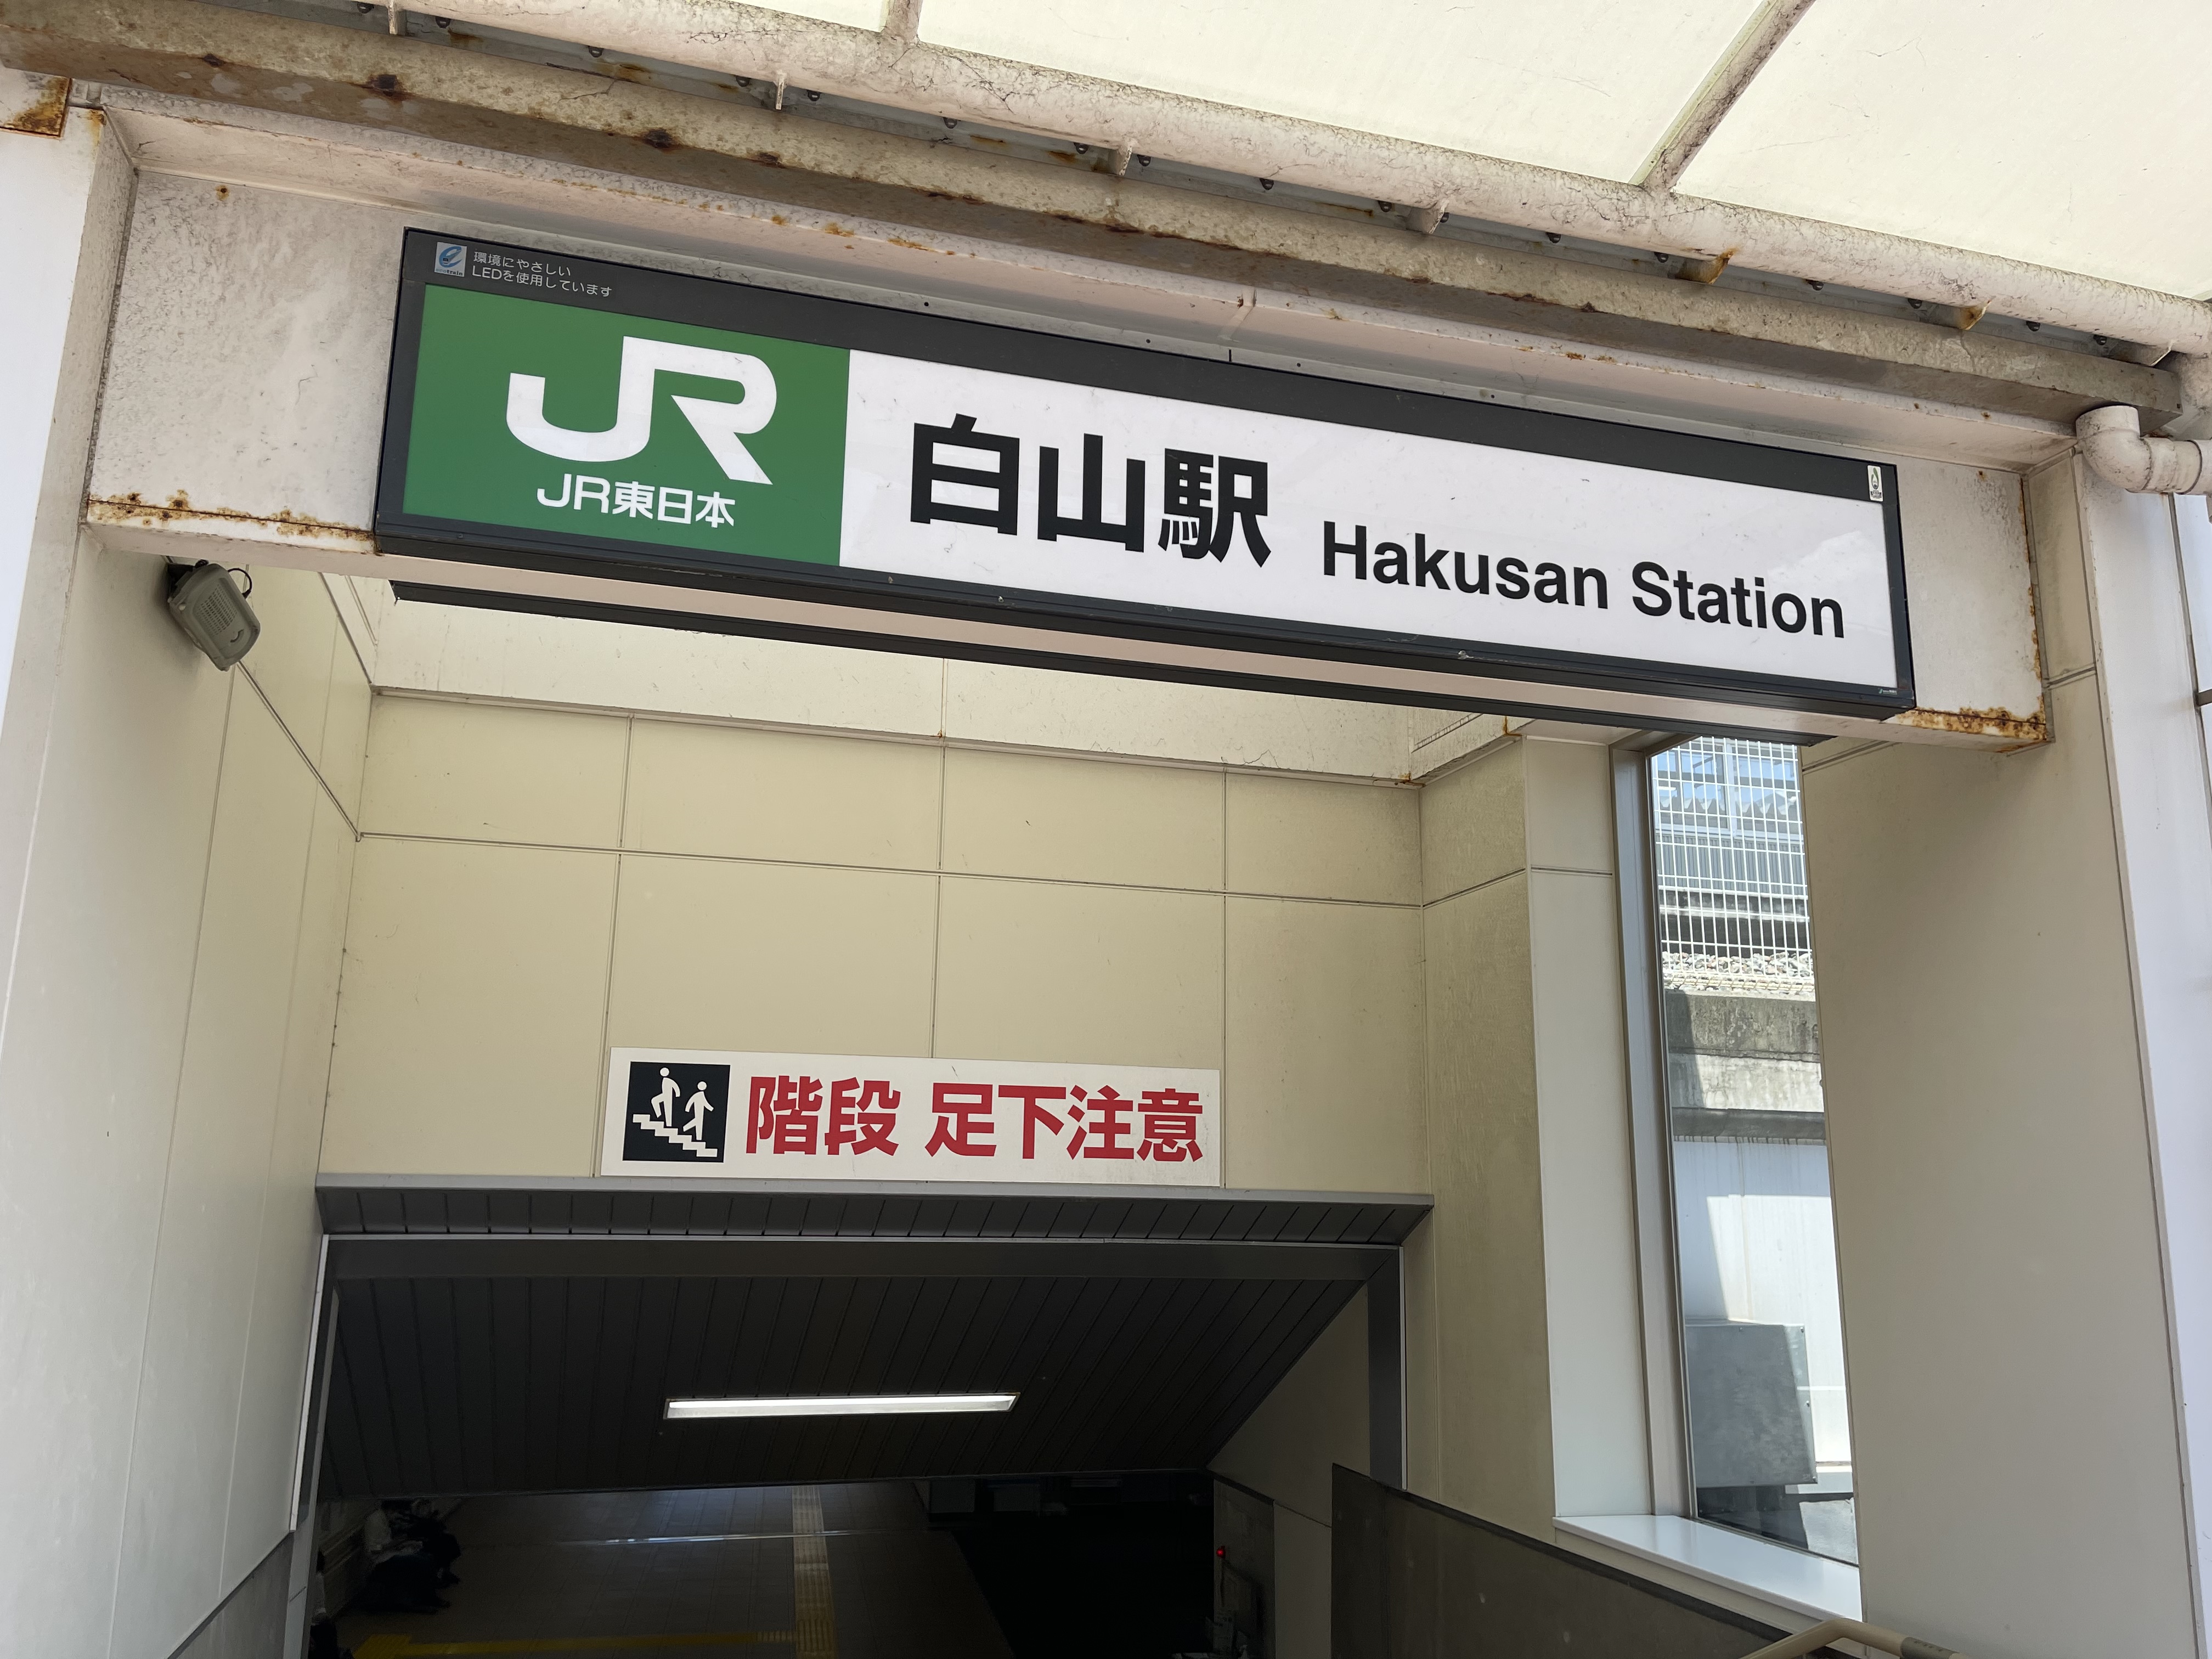 環境にやさしい
LEDを使用しています
JR
JR東日本
白山駅 Hakusan Station
階段 足下注意